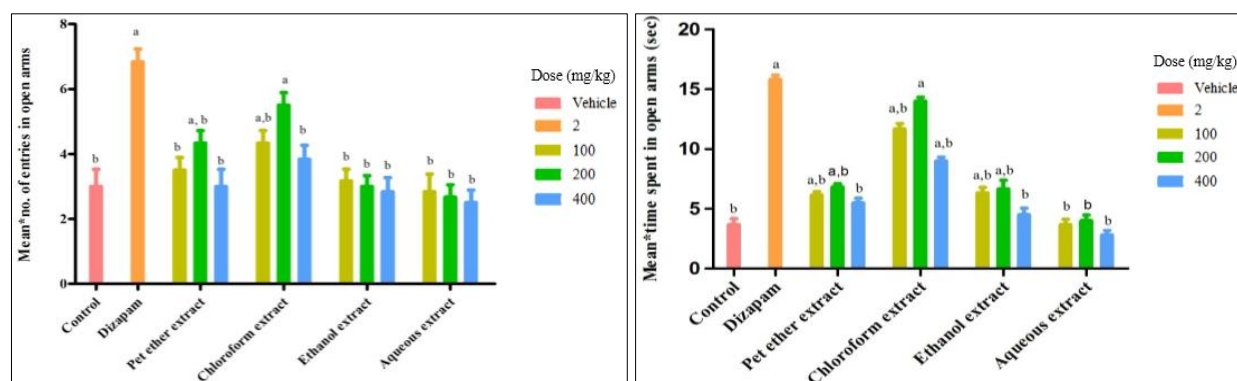 Mean*no. of entries in open arms
8
6
4
2
0
b
a
b
a, b
b
a,b
a
b
b
b
b
b
b
b
Control
Dizapam
Pet ether extract
Chloroform extract
Ethanol extract
Aqueous extract
Dose (mg/kg)
Vehicle
2
100
200
400
Mean*time spent in open arms (sec)
20
15
10
5
0
b
a
a,b
a,b
b
a,b
a
a,b
a,b
a,b
b
b
b
b
Control
Dizapam
Pet ether extract
Chloroform extract
Ethanol extract
Aqueous extract
Dose (mg/kg)
Vehicle
2
100
200
400